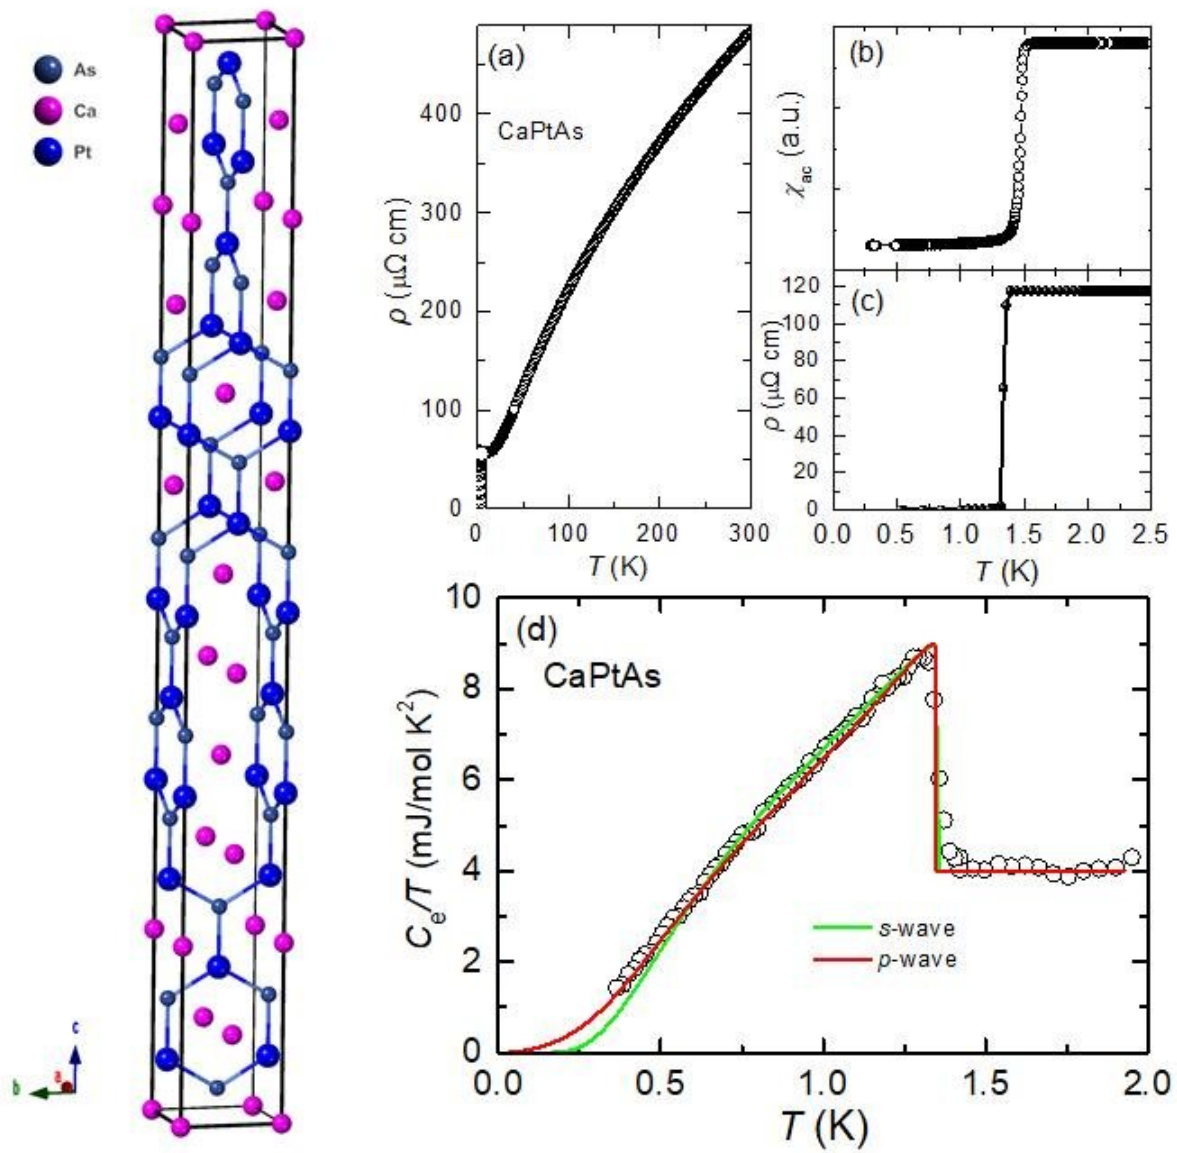 As
Ca
Pt
c
b
a
(a)
CaPtAs
ρ (μΩ cm)
400
300
200
100
0
0
100
200
300
T (K)
(b)
χac (a.u.)
(c)
ρ (μΩ cm)
120
100
80
60
40
20
0
0.0
0.5
1.0
1.5
2.0
2.5
T (K)
(d)
CaPtAs
Ce/T (mJ/mol K²)
10
8
6
4
2
0
s-wave
p-wave
0.0
0.5
1.0
1.5
2.0
T (K)